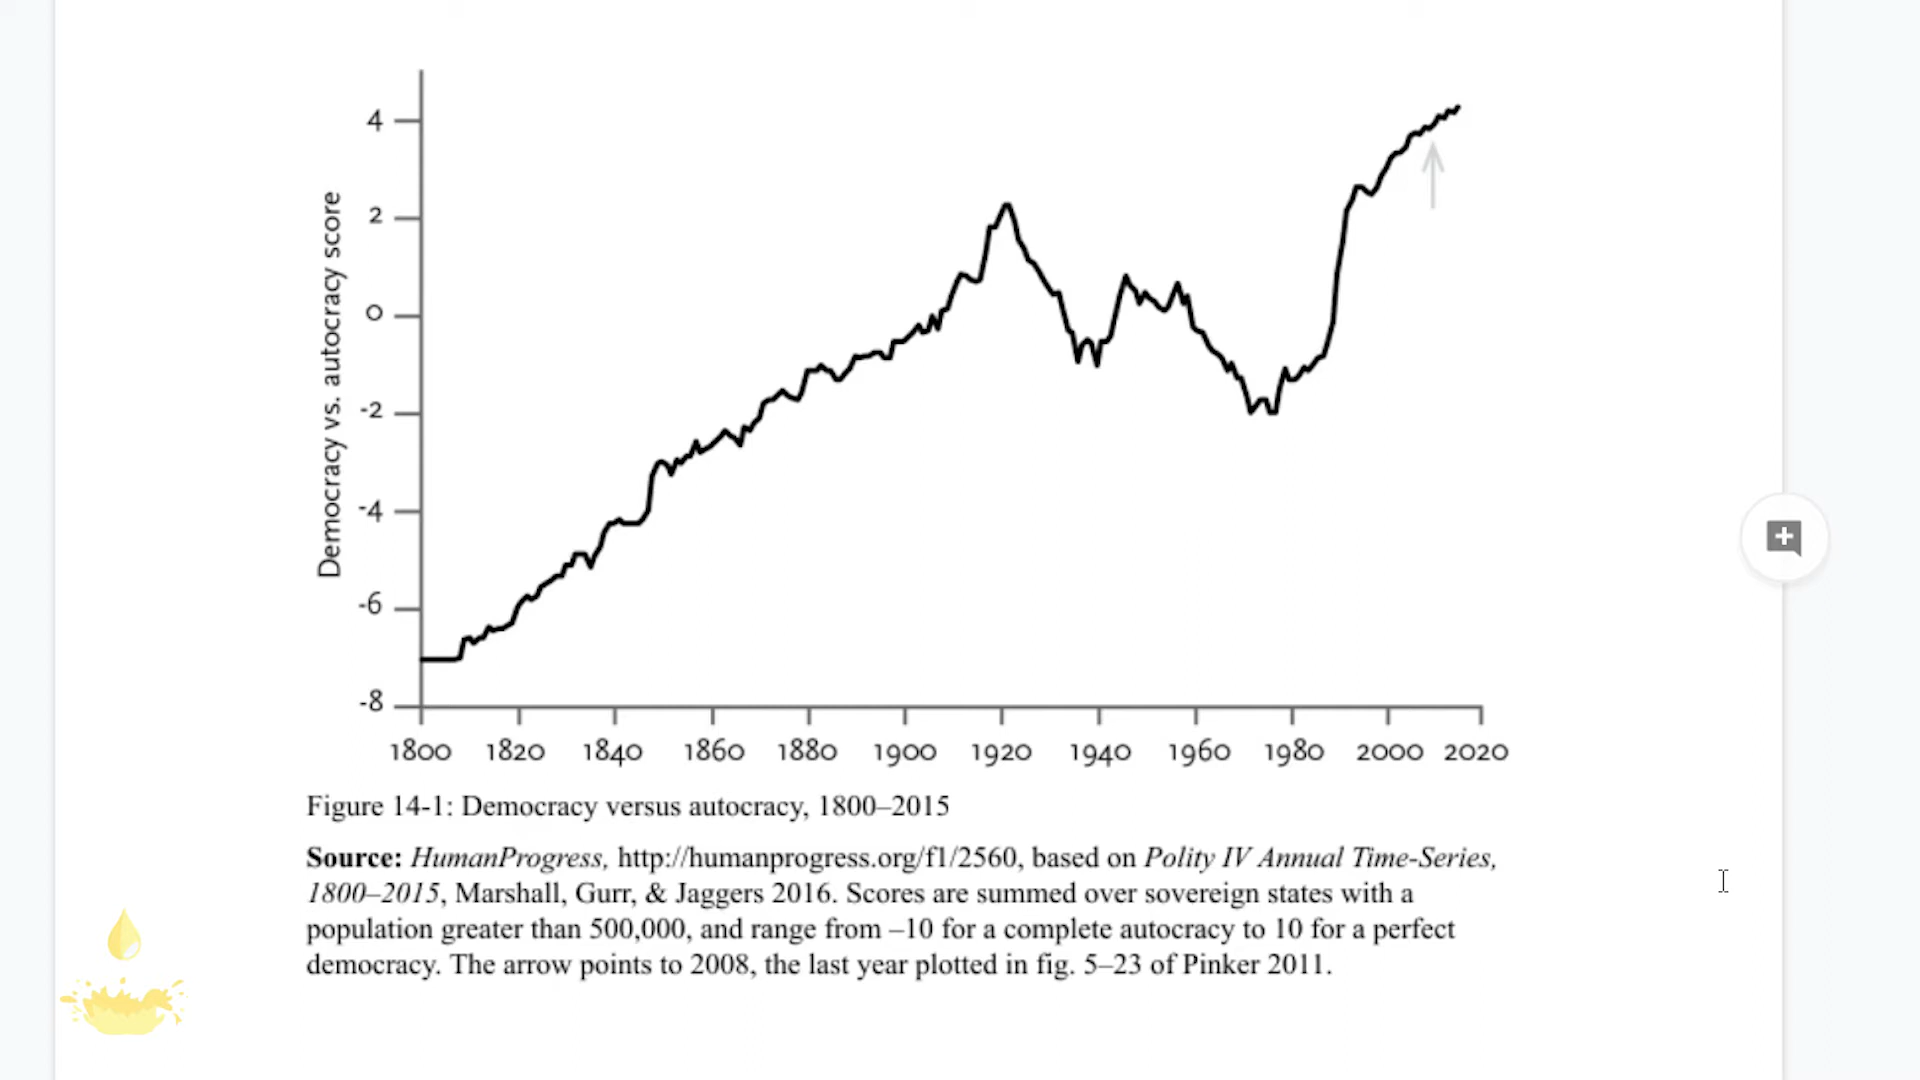 Democracy vs. autocracy score
4
2
0
-2
-4
-6
-8
1800 1820 1840 1860 1880 1900 1920 1940 1960 1980 2000 2020
Figure 14-1: Democracy versus autocracy, 1800–2015
Source: HumanProgress, http://humanprogress.org/f1/2560, based on Polity IV Annual Time-Series,
1800–2015, Marshall, Gurr, & Jaggers 2016. Scores are summed over sovereign states with a
population greater than 500,000, and range from –10 for a complete autocracy to 10 for a perfect
democracy. The arrow points to 2008, the last year plotted in fig. 5–23 of Pinker 2011.